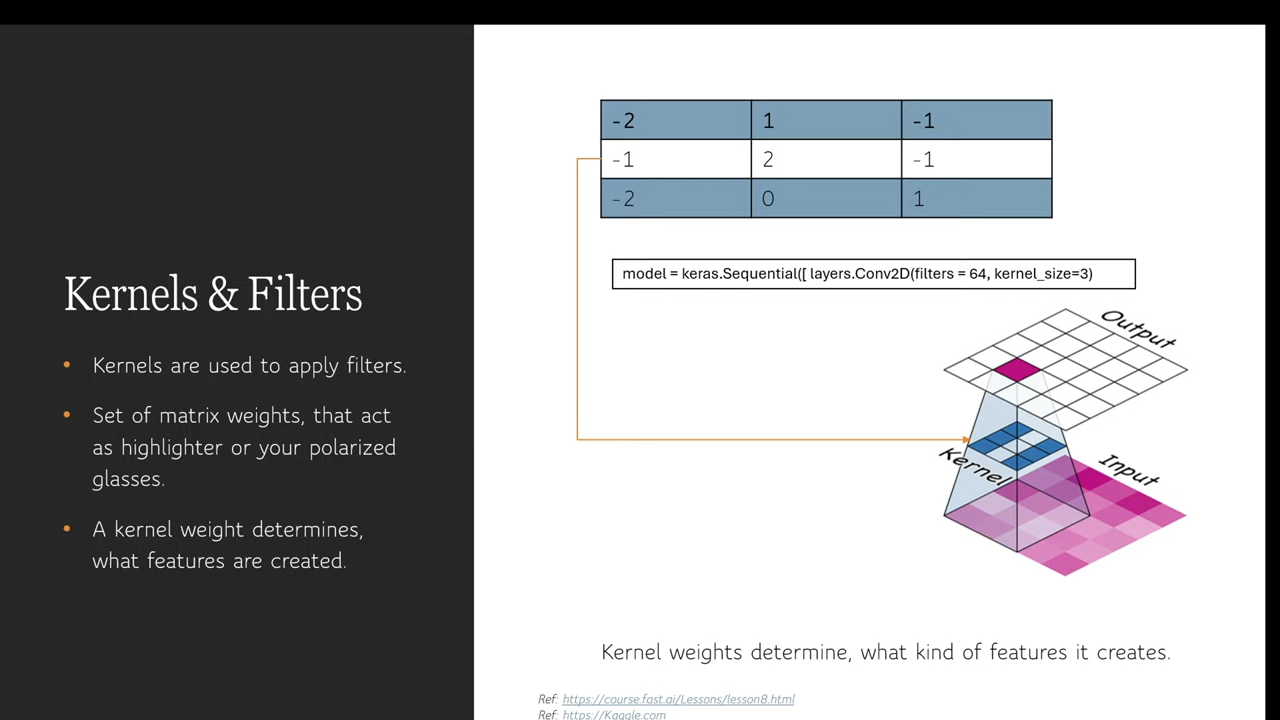 Kernels & Filters
• Kernels are used to apply filters.
• Set of matrix weights, that act
as highlighter or your polarized
glasses.
• A kernel weight determines,
what features are created.
-2 1 -1
-1 2 -1
-2 0 1
model = keras.Sequential([ layers.Conv2D(filters = 64, kernel_size=3)
Output
Kernel
Input
Kernel weights determine, what kind of features it creates.
Ref: https://course.fast.ai/Lessons/lesson8.html
Ref: https://Kaggle.com